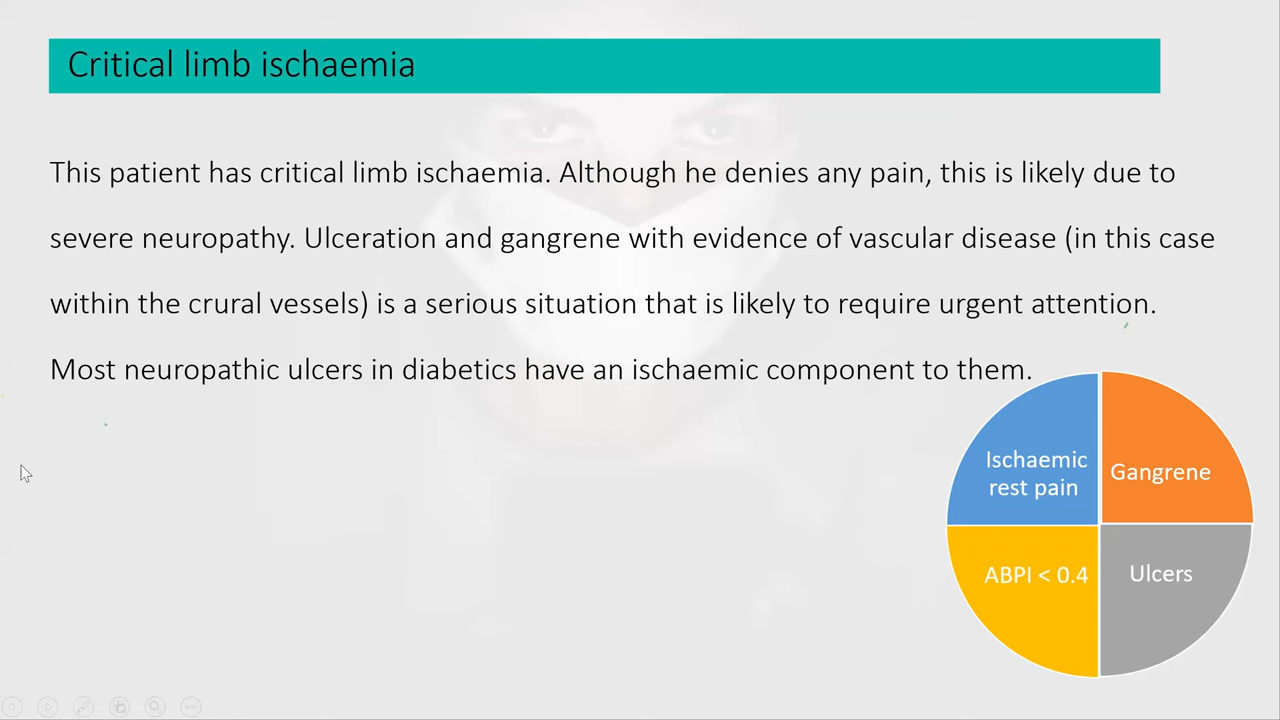 Critical limb ischaemia
This patient has critical limb ischaemia. Although he denies any pain, this is likely due to
severe neuropathy. Ulceration and gangrene with evidence of vascular disease (in this case
within the crural vessels) is a serious situation that is likely to require urgent attention.
Most neuropathic ulcers in diabetics have an ischaemic component to them.
Ischaemic
rest pain
Gangrene
ABPI < 0.4
Ulcers